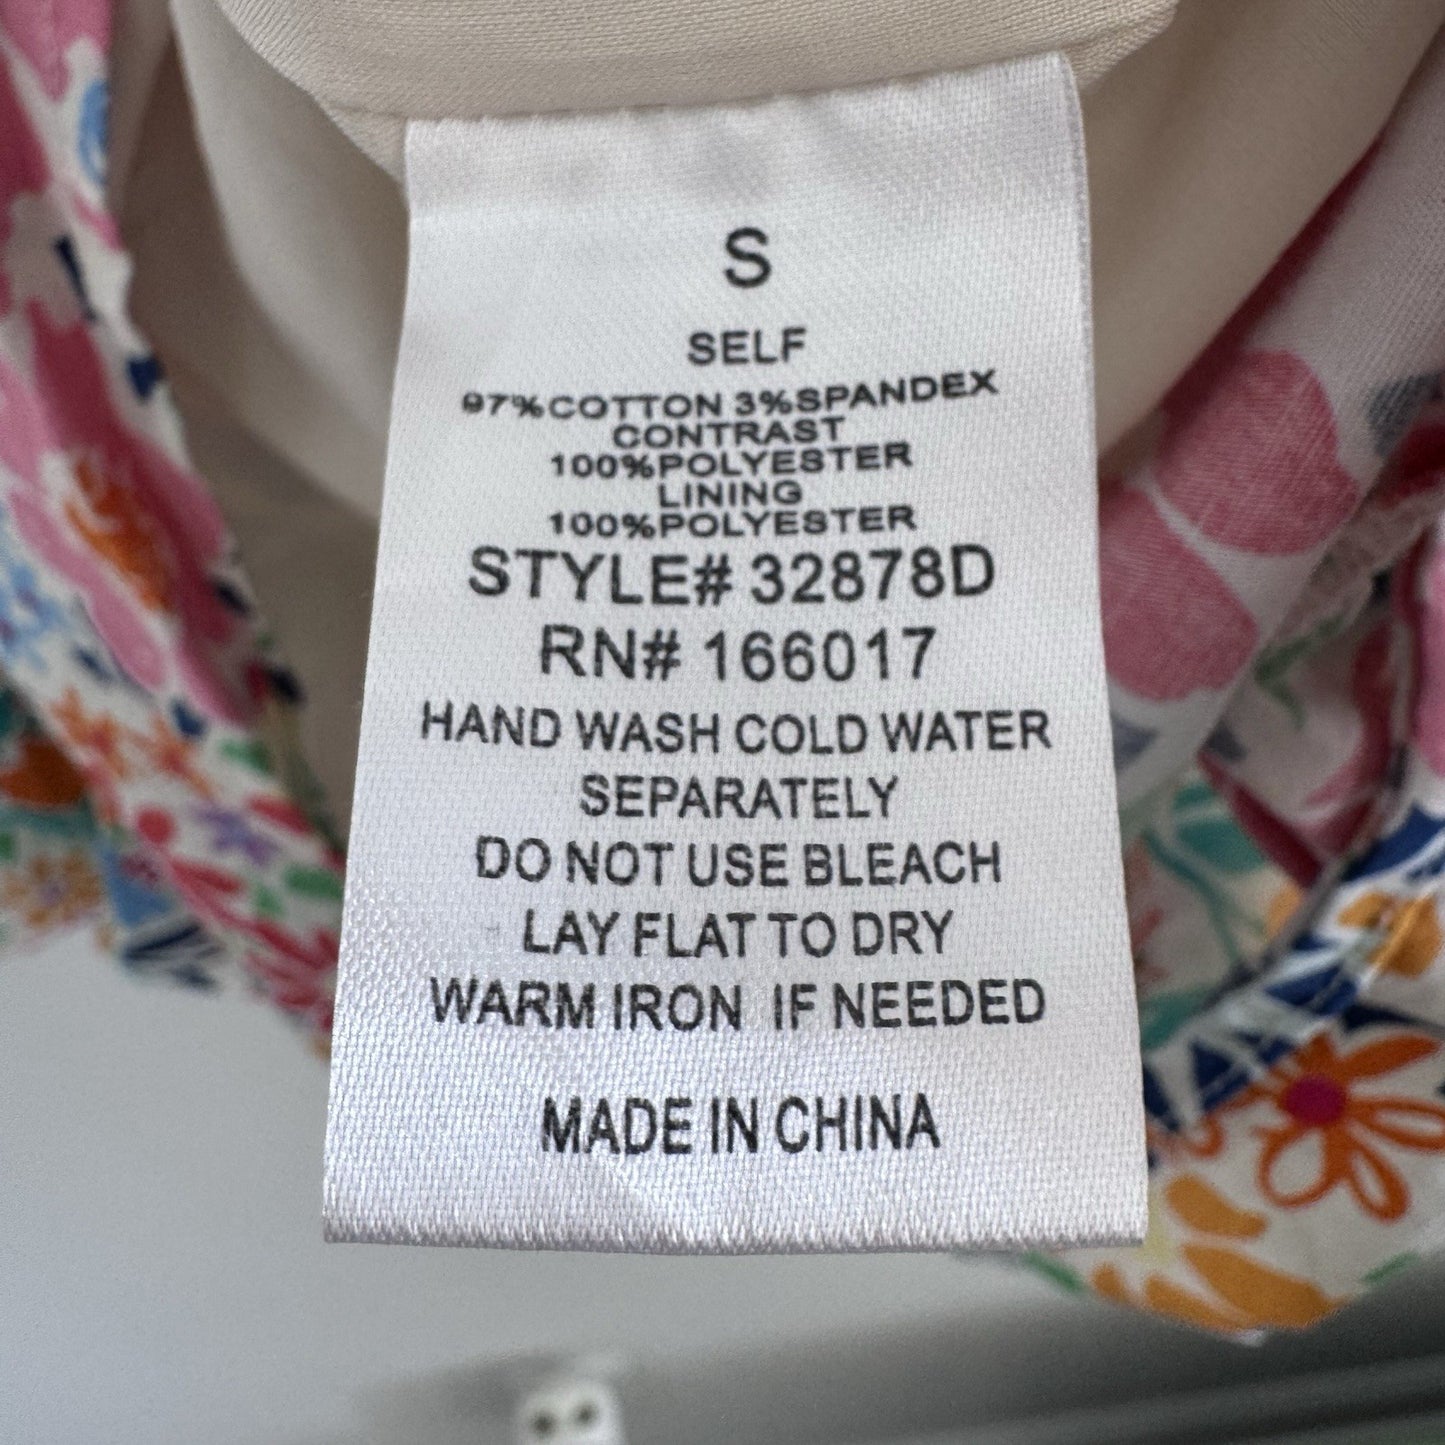 S
SELF
97%COTTON 3%SPANDEX
CONTRAST
100%POLYESTER
LINING
100%POLYESTER
STYLE# 32878D
RN# 166017
HAND WASH COLD WATER
SEPARATELY
DO NOT USE BLEACH
LAY FLAT TO DRY
WARM IRON IF NEEDED
MADE IN CHINA